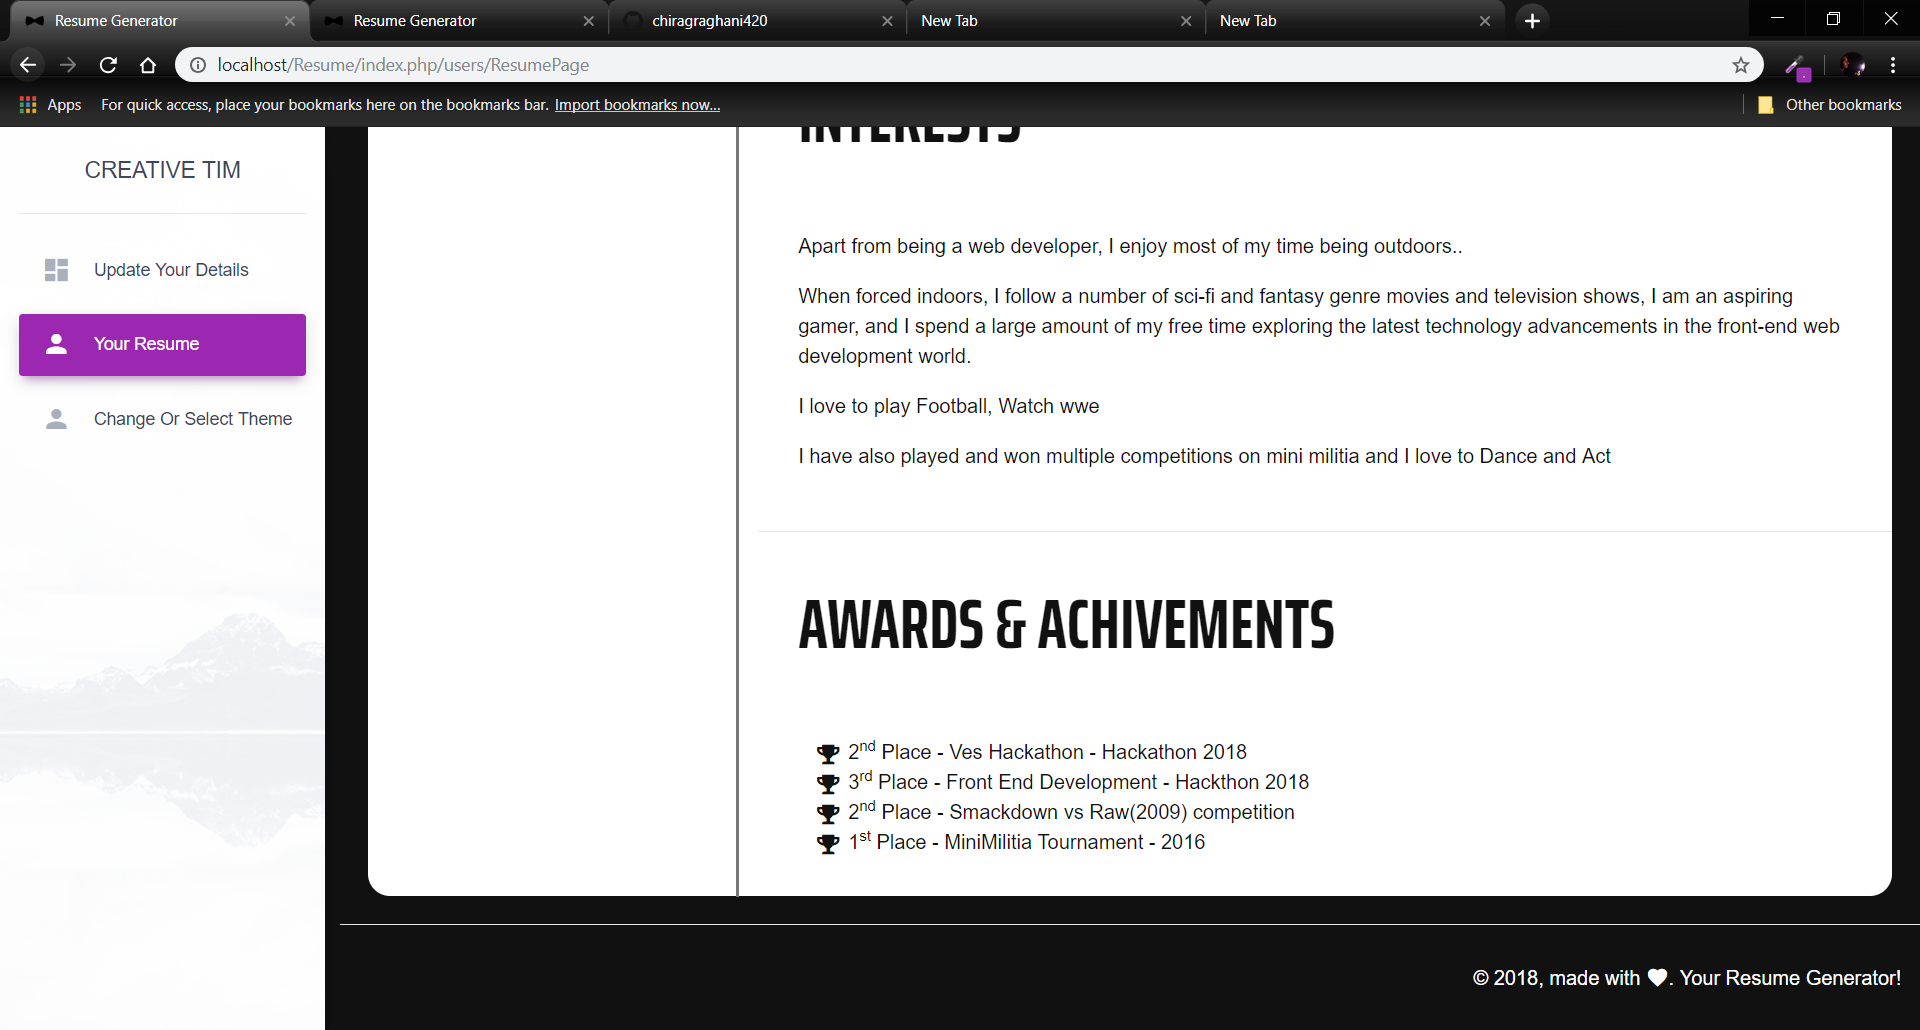 Resume Generator
Resume Generator
chiragraghani420
New Tab
New Tab
localhost/Resume/index.php/users/ResumePage
Apps
For quick access, place your bookmarks here on the bookmarks bar. Import bookmarks now...
Other bookmarks
CREATIVE TIM
Update Your Details
Your Resume
Change Or Select Theme
INTERESTS
Apart from being a web developer, I enjoy most of my time being outdoors..
When forced indoors, I follow a number of sci-fi and fantasy genre movies and television shows, I am an aspiring
gamer, and I spend a large amount of my free time exploring the latest technology advancements in the front-end web
development world.
I love to play Football, Watch wwe
I have also played and won multiple competitions on mini militia and I love to Dance and Act
AWARDS & ACHIVEMENTS
2nd Place - Ves Hackathon - Hackathon 2018
3rd Place - Front End Development - Hackthon 2018
2nd Place - Smackdown vs Raw(2009) competition
1st Place - MiniMilitia Tournament - 2016
© 2018, made with ♥. Your Resume Generator!